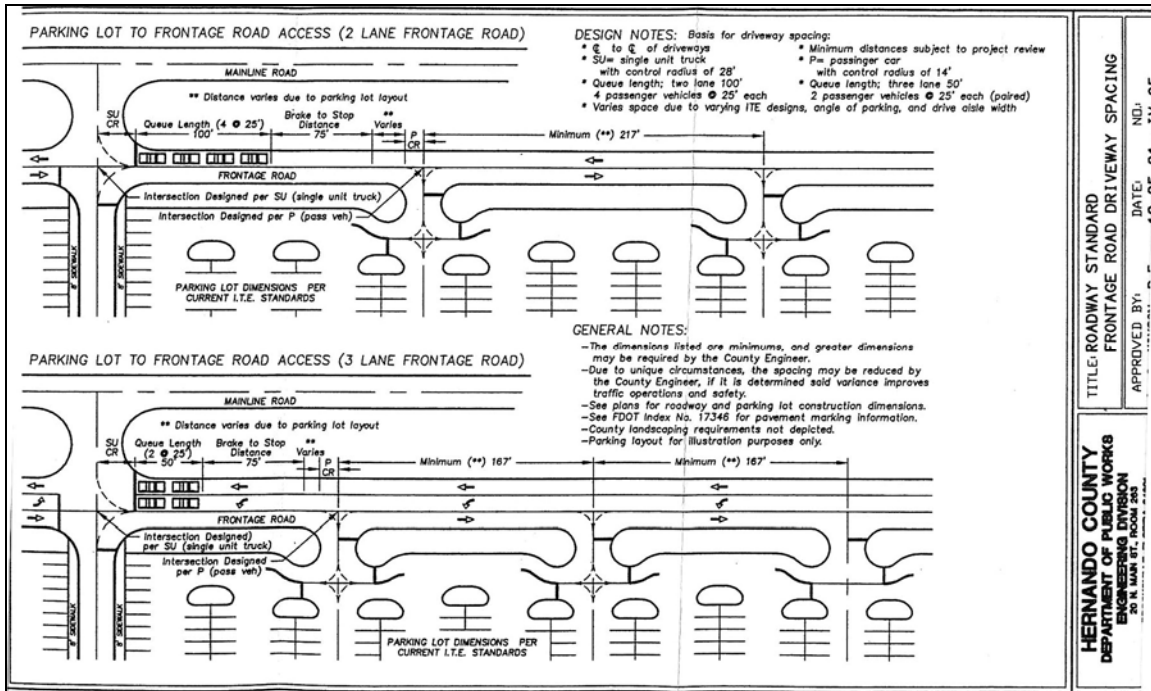 PARKING LOT TO FRONTAGE ROAD ACCESS (2 LANE FRONTAGE ROAD)
MAINLINE ROAD
** Distance varies due to parking lot layout
SU
CR
Queue Length (4 @ 25')
100'
Brake to Stop
Distance
75'
**
Varies
P
CR
Minimum (**) 217'
FRONTAGE ROAD
Intersection Designed per SU (single unit truck)
Intersection Designed per P (pass veh)
8' SIDEWALK
8' SIDEWALK
PARKING LOT DIMENSIONS PER
CURRENT I.T.E. STANDARDS
DESIGN NOTES: Basis for driveway spacing:
* ℄ to ℄ of driveways
* SU= single unit truck
with control radius of 28'
* Queue length; two lane 100'
4 passenger vehicles @ 25' each
* Minimum distances subject to project review
* P= passinger car
with control radius of 14'
* Queue length; three lane 50'
2 passenger vehicles @ 25' each (paired)
* Varies space due to varying ITE designs, angle of parking, and drive aisle width
GENERAL NOTES:
-The dimensions listed are minimums, and greater dimensions
may be required by the County Engineer.
-Due to unique circumstances, the spacing may be reduced by
the County Engineer, if it is determined said variance improves
traffic operations and safety.
-See plans for roadway and parking lot construction dimensions.
-See FDOT Index No. 17346 for pavement marking information.
-County landscaping requirements not depicted.
-Parking layout for illustration purposes only.
PARKING LOT TO FRONTAGE ROAD ACCESS (3 LANE FRONTAGE ROAD)
MAINLINE ROAD
** Distance varies due to parking lot layout
SU
CR
Queue Length
(2 @ 25')
50'
Brake to Stop
Distance
75'
**
Varies
P
CR
Minimum (**) 167'
Minimum (**) 167'
FRONTAGE ROAD
Intersection Designed)
per SU (single unit truck)
Intersection Designed
per P (pass veh)
8' SIDEWALK
8' SIDEWALK
PARKING LOT DIMENSIONS PER
CURRENT I.T.E. STANDARDS
TITLE: ROADWAY STANDARD
FRONTAGE ROAD DRIVEWAY SPACING
APPROVED BY:
DATE:
NO.:
HERNANDO COUNTY
DEPARTMENT OF PUBLIC WORKS
ENGINEERING DIVISION
20 N. MAIN ST., ROOM 263